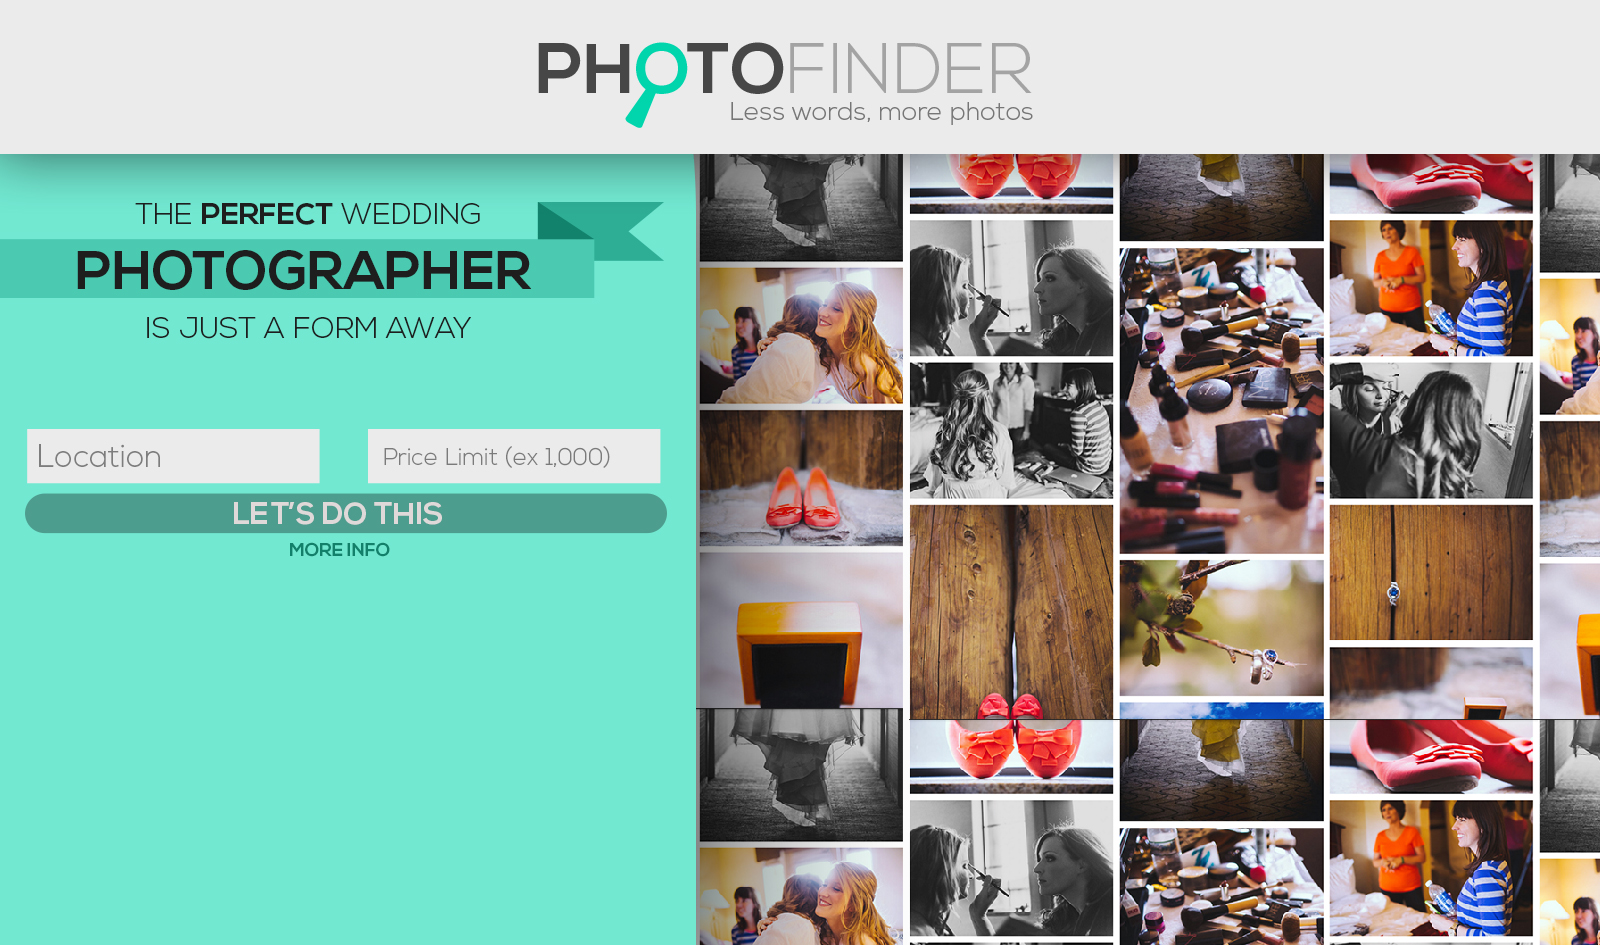 PHOTOFINDER
Less words, more photos
THE PERFECT WEDDING
PHOTOGRAPHER
IS JUST A FORM AWAY
Location
Price Limit (ex 1,000)
LET'S DO THIS
MORE INFO